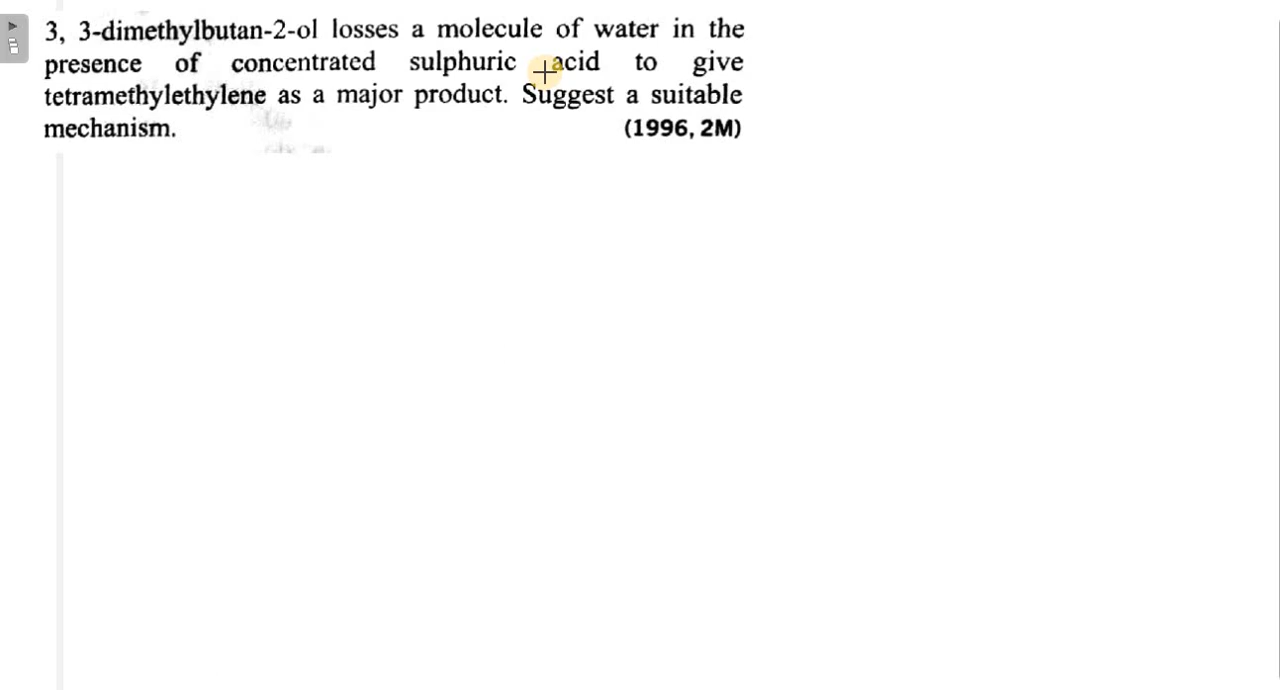 3, 3-dimethylbutan-2-ol losses a molecule of water in the
presence of concentrated sulphuric acid to give
tetramethylethylene as a major product. Suggest a suitable
mechanism. (1996, 2M)